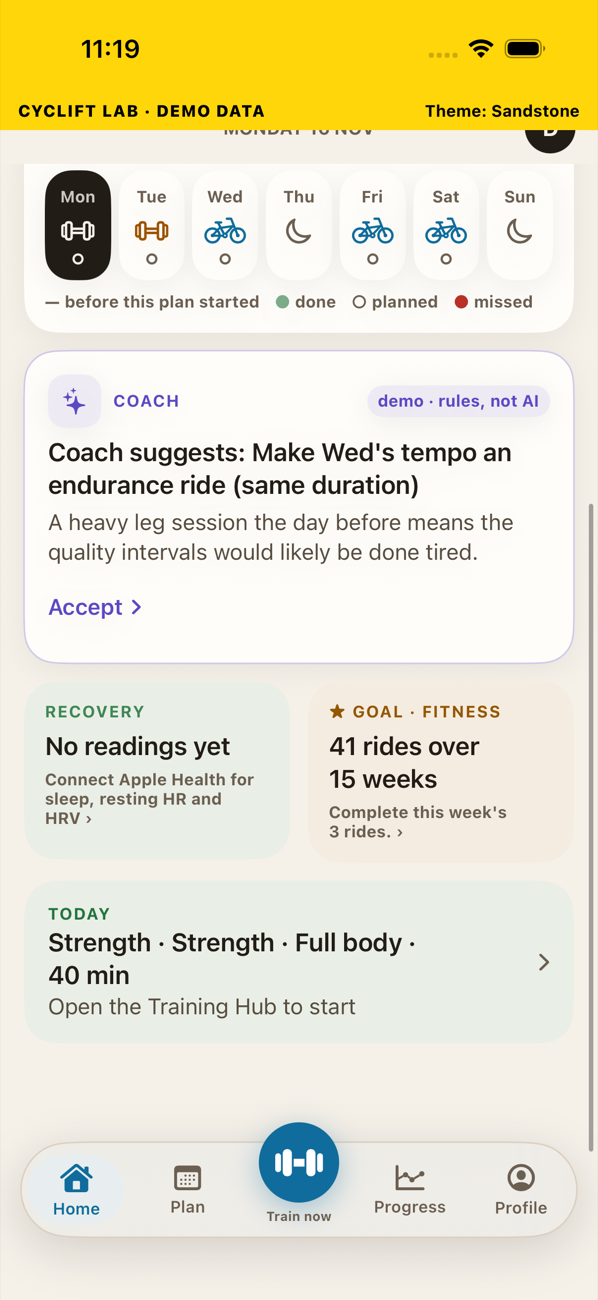 11:19
CYCLIFT LAB · DEMO DATA
Theme: Sandstone
MONDAY 16 NOV
D
Mon
Tue
Wed
Thu
Fri
Sat
Sun
— before this plan started
done
planned
missed
COACH
demo · rules, not AI
Coach suggests: Make Wed's tempo an
endurance ride (same duration)
A heavy leg session the day before means the
quality intervals would likely be done tired.
Accept >
RECOVERY
No readings yet
Connect Apple Health for
sleep, resting HR and
HRV ›
★ GOAL · FITNESS
41 rides over
15 weeks
Complete this week's
3 rides. ›
TODAY
Strength · Strength · Full body ·
40 min
Open the Training Hub to start
Home
Plan
Train now
Progress
Profile